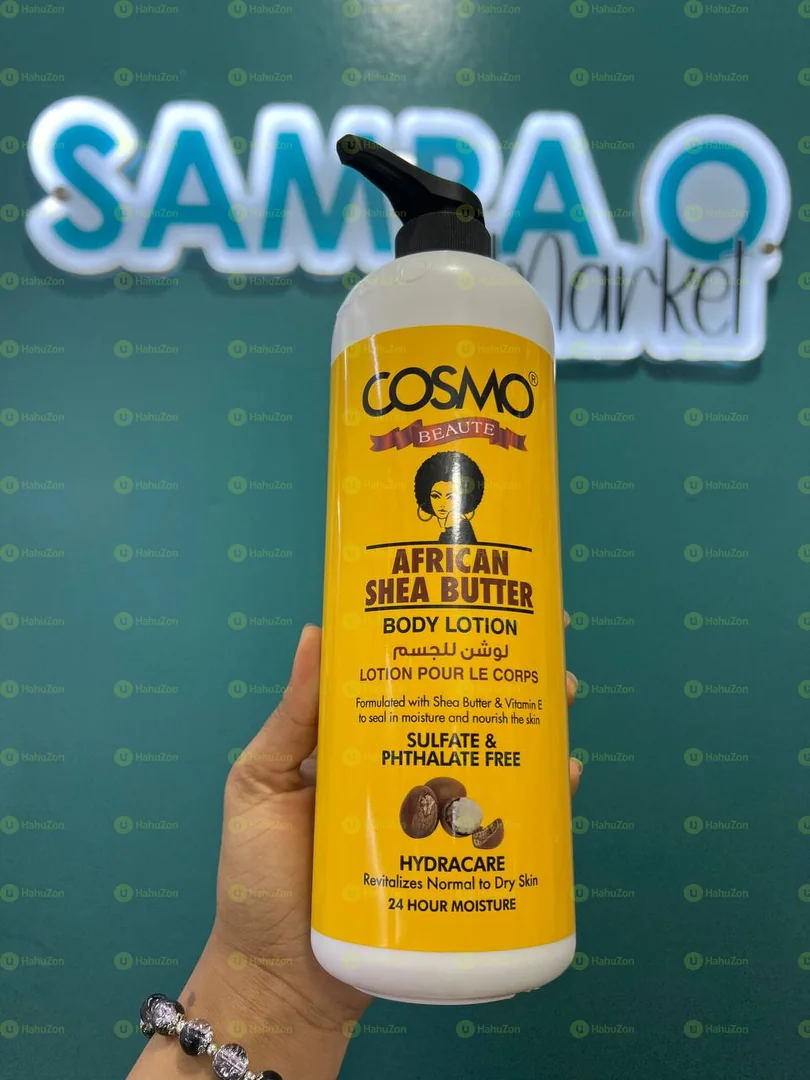 SAMRA O
Market
COSMO®
BEAUTE
AFRICAN
SHEA BUTTER
BODY LOTION
لوشن للجسم
LOTION POUR LE CORPS
Formulated with Shea Butter & Vitamin E
to seal in moisture and nourish the skin
SULFATE &
PHTHALATE FREE
HYDRACARE
Revitalizes Normal to Dry Skin
24 HOUR MOISTURE
HahuZon